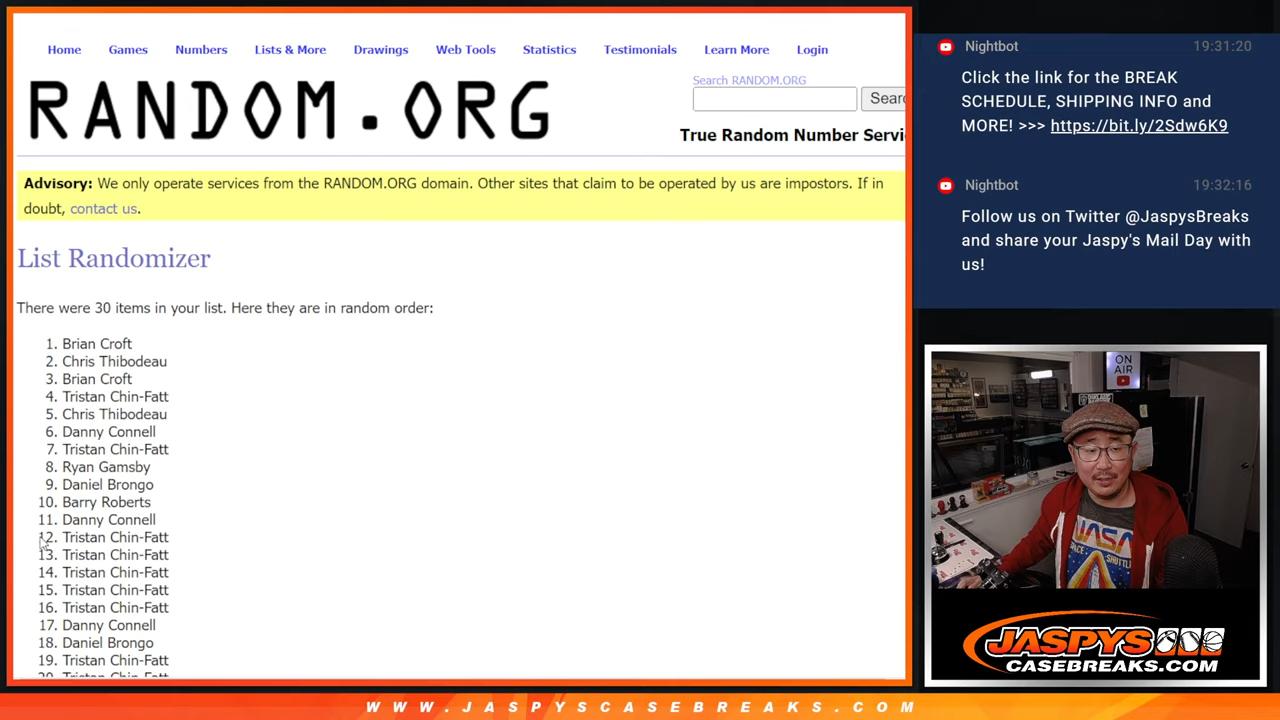 Home Games Numbers Lists & More Drawings Web Tools Statistics Testimonials Learn More Login
RANDOM.ORG
Search RANDOM.ORG
True Random Number Servi
Advisory: We only operate services from the RANDOM.ORG domain. Other sites that claim to be operated by us are impostors. If in
doubt, contact us.
List Randomizer
There were 30 items in your list. Here they are in random order:
1. Brian Croft
2. Chris Thibodeau
3. Brian Croft
4. Tristan Chin-Fatt
5. Chris Thibodeau
6. Danny Connell
7. Tristan Chin-Fatt
8. Ryan Gamsby
9. Daniel Brongo
10. Barry Roberts
11. Danny Connell
12. Tristan Chin-Fatt
13. Tristan Chin-Fatt
14. Tristan Chin-Fatt
15. Tristan Chin-Fatt
16. Tristan Chin-Fatt
17. Danny Connell
18. Daniel Brongo
19. Tristan Chin-Fatt
Nightbot 19:31:20
Click the link for the BREAK
SCHEDULE, SHIPPING INFO and
MORE! >>> https://bit.ly/2Sdw6K9
Nightbot 19:32:16
Follow us on Twitter @JaspysBreaks
and share your Jaspy's Mail Day with
us!
ON
AIR
NASA
SPACE SHUTTLE
JASPYS
CASEBREAKS.COM
WWW.JASPYSCASEBREAKS.COM